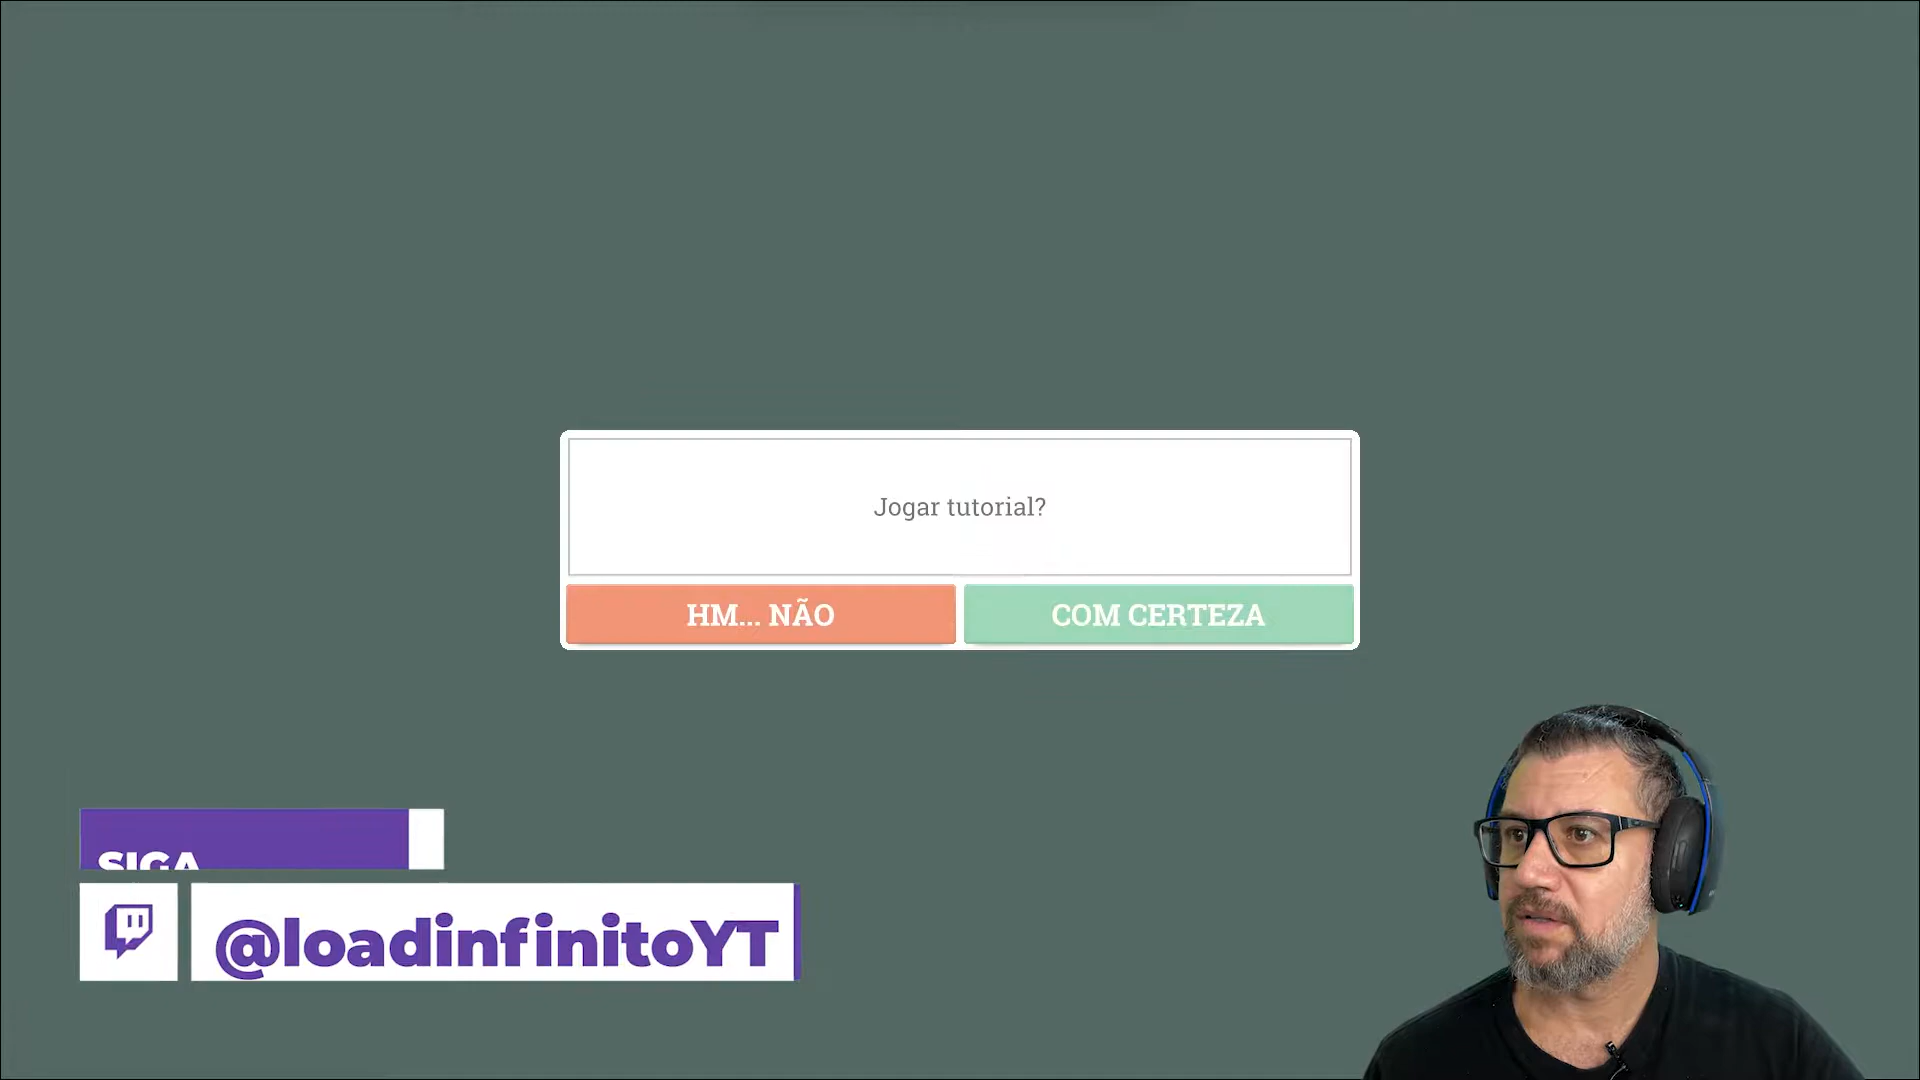 Jogar tutorial?
HM... NÃO
COM CERTEZA
SIGA
@loadinfinitoYT